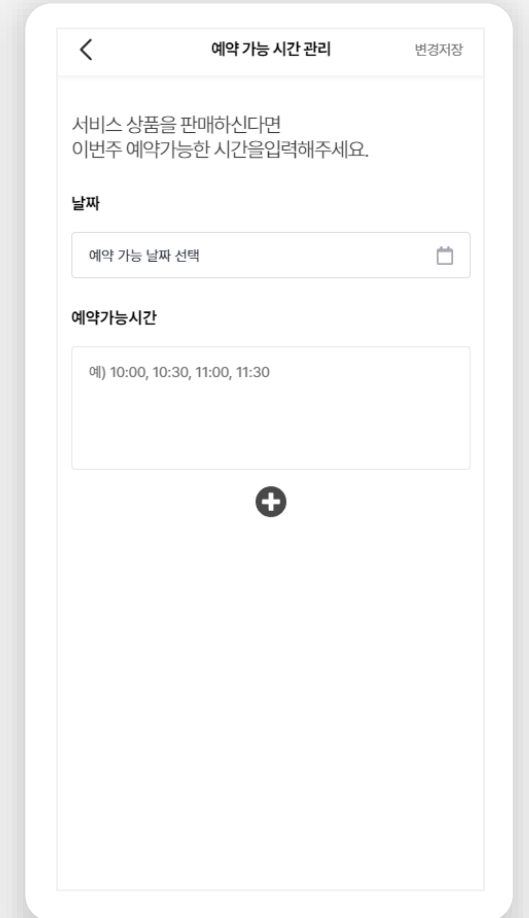 예약 가능 시간 관리
변경저장
서비스 상품을 판매하신다면
이번주 예약가능한 시간을입력해주세요.
날짜
예약 가능 날짜 선택
예약가능시간
예) 10:00, 10:30, 11:00, 11:30